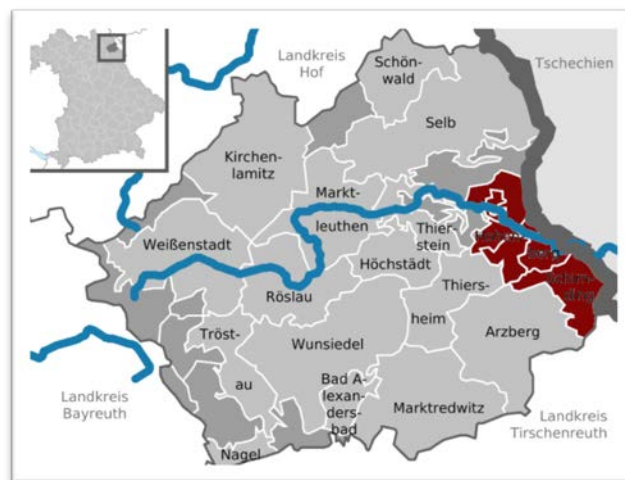 Landkreis
Hof
Schön-
wald
Tschechien
Selb
Kirchen-
lamitz
Markt-
leuthen
Thier-
stein
Weißenstadt
Höchstädt
Thiers-
heim
Röslau
Tröst-
au
Wunsiedel
Arzberg
Bad A-
lexan-
ders-
bad
Marktredwitz
Landkreis
Bayreuth
Landkreis
Tirschenreuth
Nagel